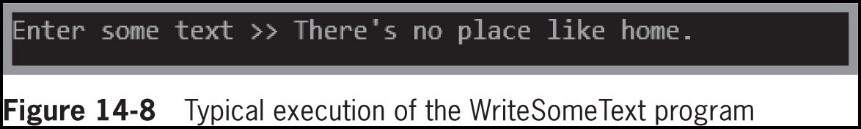 Enter some text >> There's no place like home.
Figure 14-8 Typical execution of the WriteSomeText program